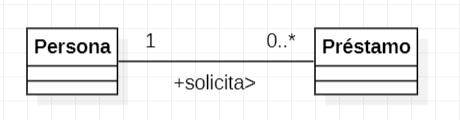 Persona 1 0..* Préstamo
+solicita>